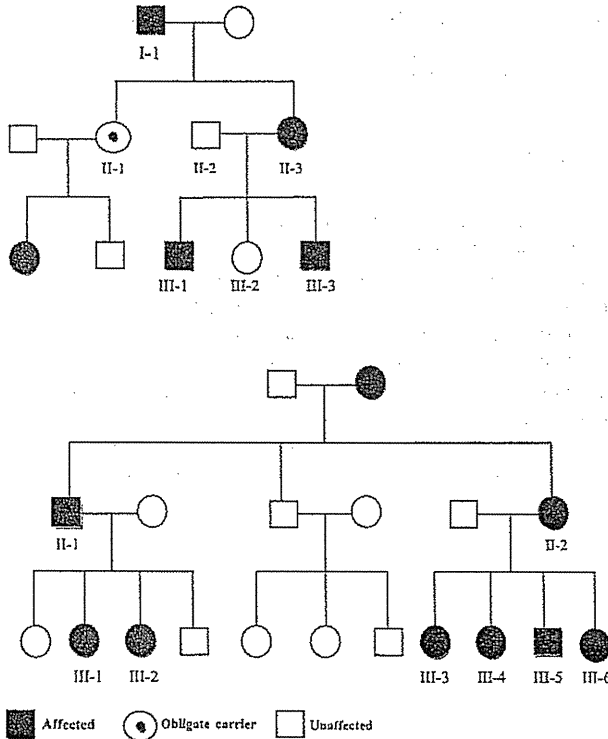 I-1
II-1 II-2 II-3
III-1 III-2 III-3
II-1 II-2
III-1 III-2 III-3 III-4 III-5 III-6
Affected Obligate carrier Unaffected